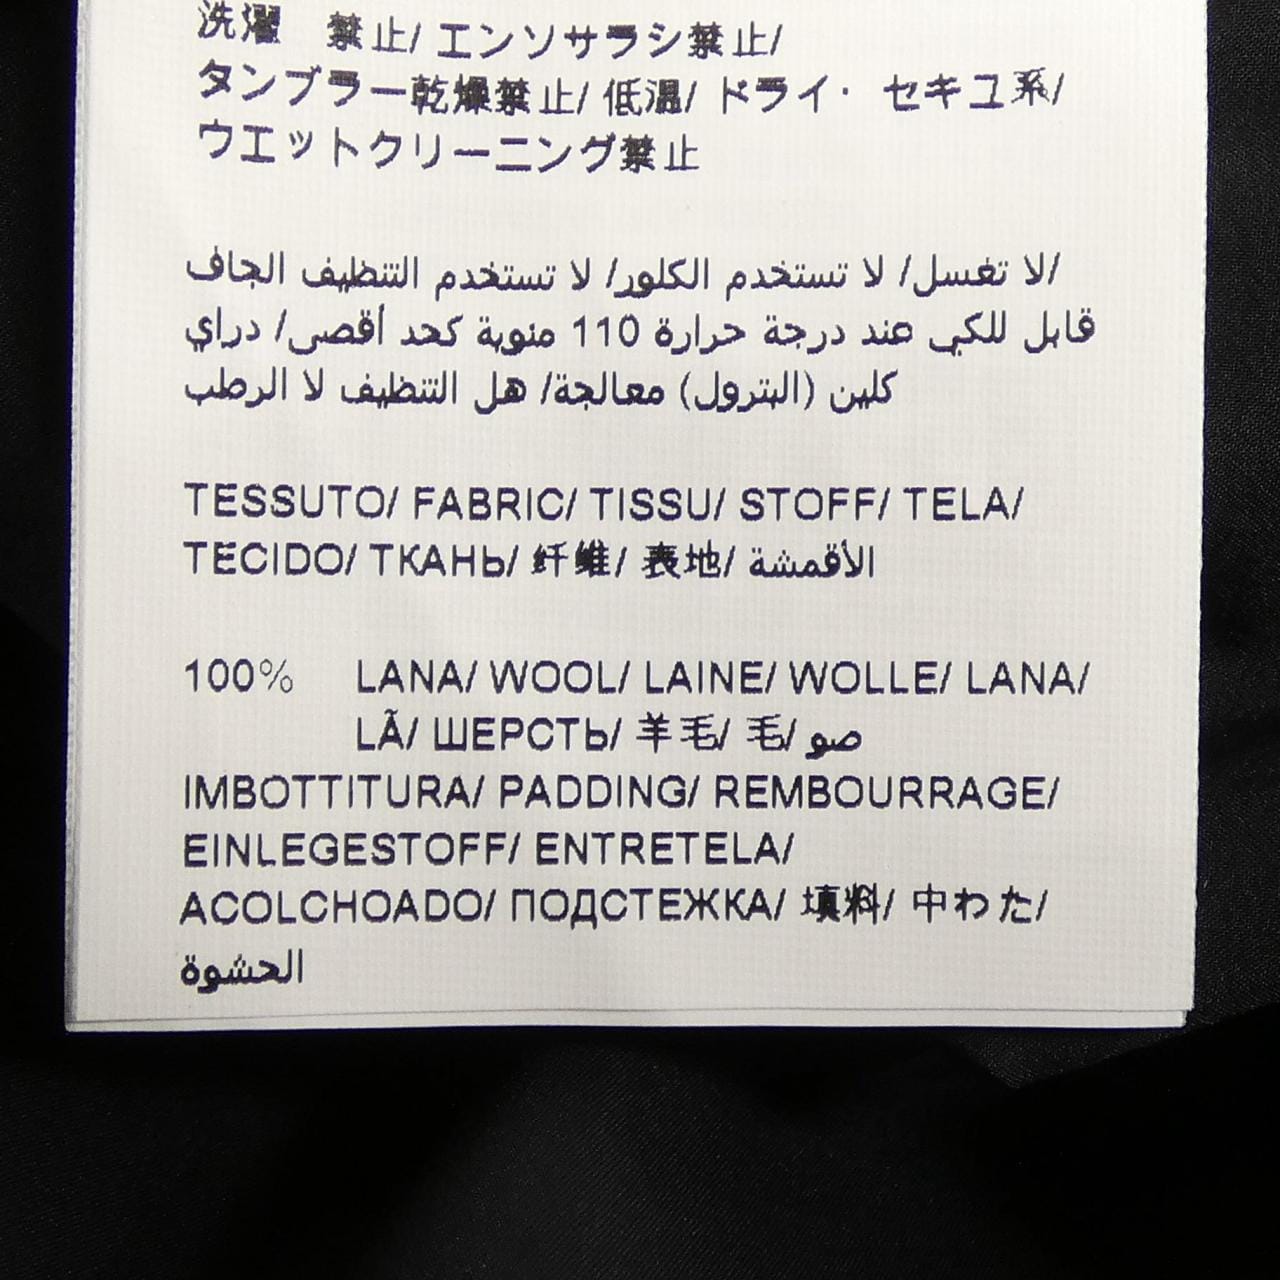 洗濯　禁止/ エンソサラシ禁止/
タンブラー乾燥禁止/ 低温/ ドライ・ セキユ系/
ウエットクリーニング禁止
لا تغسل/ لا تستخدم الكلور/ لا تستخدم التنظيف الجاف/
قابل للكي عند درجة حرارة 110 منوية كحد أقصى/ دراي
كلين (البترول) معالجة/ هل التنظيف لا الرطب
TESSUTO/ FABRIC/ TISSU/ STOFF/ TELA/
TECIDO/ ТКАНЬ/ 纤维/ 表地/ الأقمشة
100% LANA/ WOOL/ LAINE/ WOLLE/ LANA/
LÃ/ ШЕРСТЬ/ 羊毛/ 毛/ صو
IMBOTTITURA/ PADDING/ REMBOURRAGE/
EINLEGESTOFF/ ENTRETELA/
ACOLCHOADO/ ПОДСТЕЖКА/ 填料/ 中わた/
الحشوة